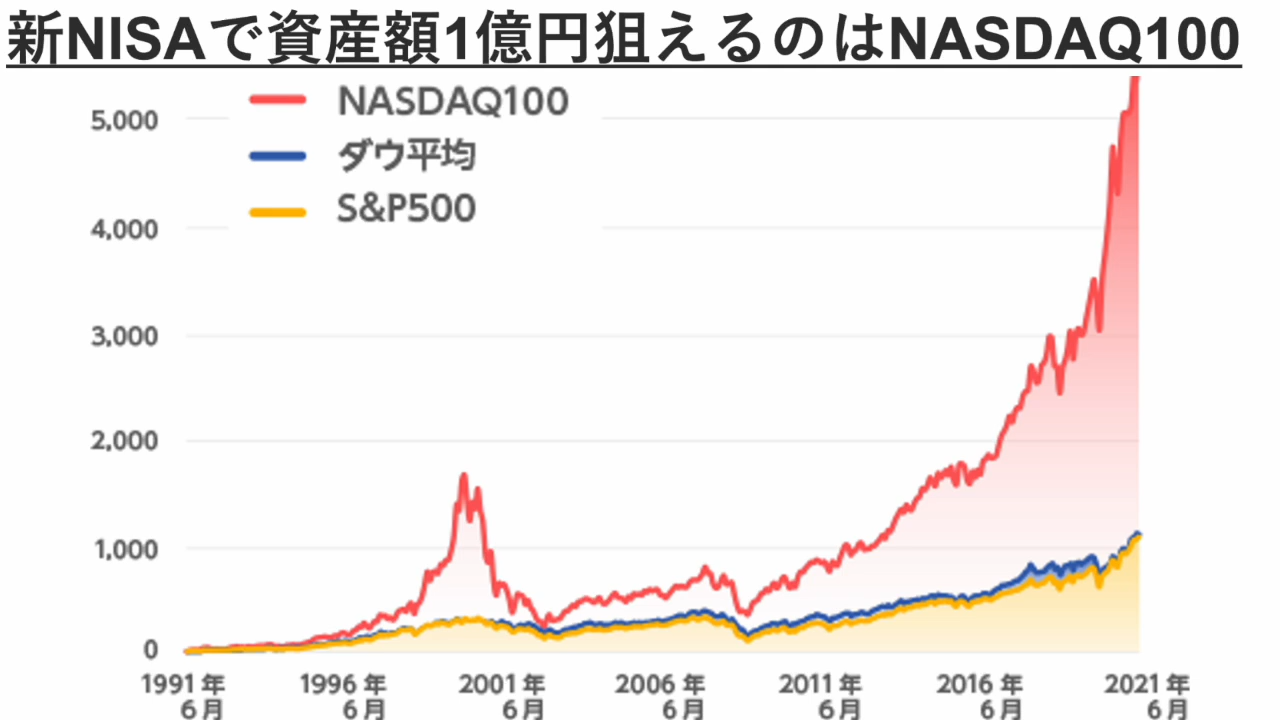 新NISAで資産額1億円狙えるのはNASDAQ100
NASDAQ100
ダウ平均
S&P500
5,000
4,000
3,000
2,000
1,000
0
1991年 1996年 2001年 2006年 2011年 2016年 2021年
6月 6月 6月 6月 6月 6月 6月